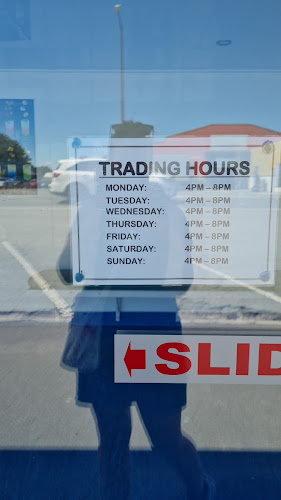 TRADING HOURS
MONDAY: 4PM – 8PM
TUESDAY: 4PM – 8PM
WEDNESDAY: 4PM – 8PM
THURSDAY: 4PM – 8PM
FRIDAY: 4PM – 8PM
SATURDAY: 4PM – 8PM
SUNDAY: 4PM – 8PM
SLID